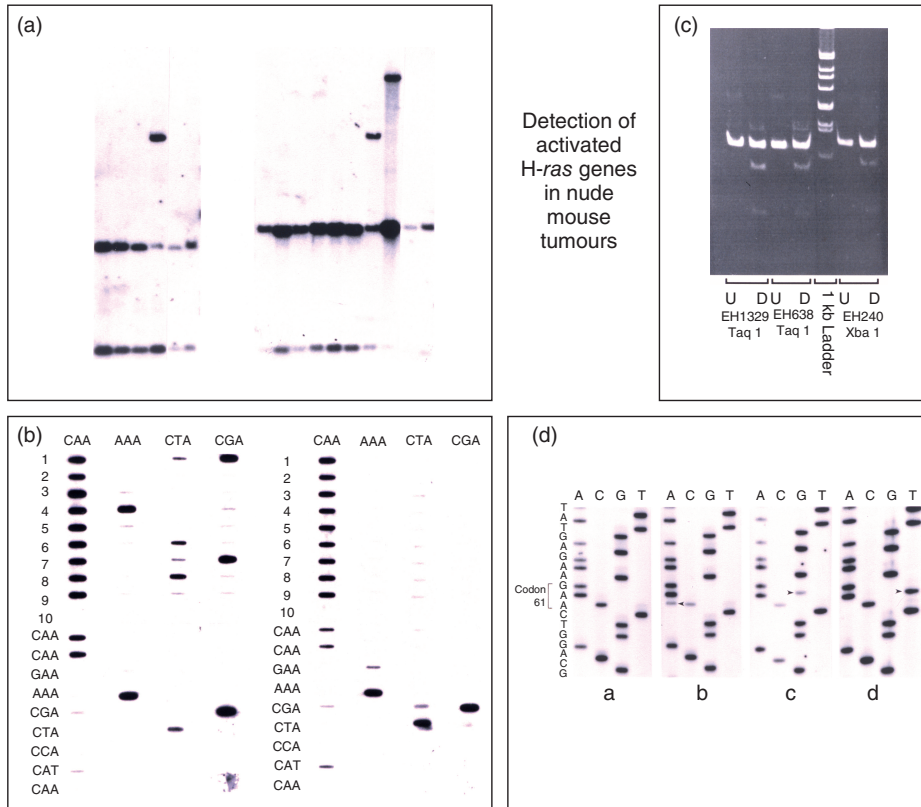 (a)
Detection of
activated
H-ras genes
in nude
mouse
tumours
(c)
U D U D U D
EH1329 EH638 1 kb Ladder EH240
Taq 1 Taq 1 Xba 1
(b)
CAA AAA CTA CGA CAA AAA CTA CGA
1 1
2 2
3 3
4 4
5 5
6 6
7 7
8 8
9 9
10 10
CAA CAA
CAA CAA
GAA GAA
AAA AAA
CGA CGA
CTA CTA
CCA CCA
CAT CAT
CAA CAA
(d)
A C G T A C G T A C G T A C G T
T
A
T
G
A
G
A
A
G
A
A
C
T
G
G
A
C
G
Codon
61
a b c d